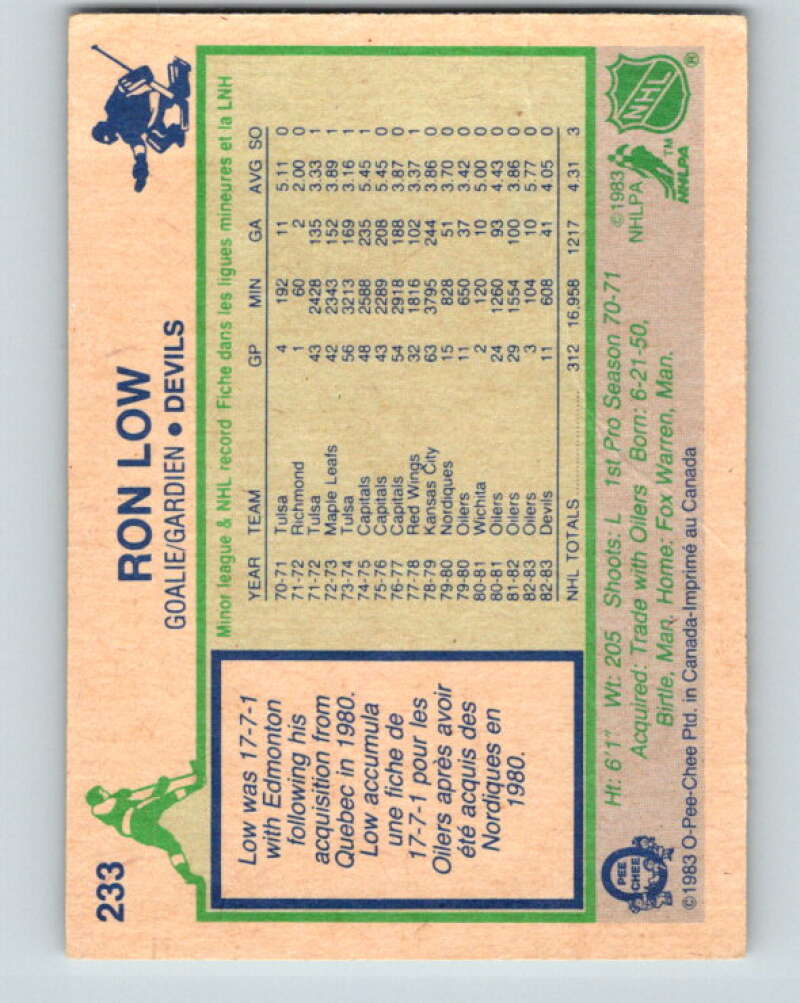 233
RON LOW
GOALIE/GARDIEN • DEVILS
Low was 17-7-1
with Edmonton
following his
acquisition from
Quebec in 1980.
Low accumula
une fiche de
17-7-1 pour les
Oilers après avoir
été acquis des
Nordiques en
1980.
Minor league & NHL record Fiche dans les ligues mineures et la LNH
YEAR TEAM GP MIN GA AVG SO
70-71 Tulsa 4 192 11 5.11 0
71-72 Richmond 1 60 2 2.00 0
71-72 Tulsa 43 2428 135 3.33 1
72-73 Maple Leafs 42 2343 152 3.89 1
73-74 Tulsa 56 3213 169 3.16 1
74-75 Capitals 48 2588 235 5.45 1
75-76 Capitals 43 2289 208 5.45 0
76-77 Capitals 54 2918 188 3.87 0
77-78 Red Wings 32 1816 102 3.37 1
78-79 Kansas City 63 3795 244 3.86 0
79-80 Nordiques 15 828 51 3.70 0
79-80 Oilers 11 650 37 3.42 0
80-81 Wichita 2 120 10 5.00 0
80-81 Oilers 24 1260 93 4.43 0
81-82 Oilers 29 1554 100 3.86 0
82-83 Oilers 3 104 10 5.77 0
82-83 Devils 11 608 41 4.05 0
NHL TOTALS 312 16,958 1217 4.31 3
Ht: 6'1" Wt: 205 Shoots: L 1st Pro Season 70-71
Acquired: Trade with Oilers Born: 6-21-50,
Birtle, Man. Home: Fox Warren, Man.
©1983
NHLPA
NHLPA
TM
NHL
®
O
PEE
CHEE
©1983 O-Pee-Chee Ptd. in Canada-Imprimé au Canada